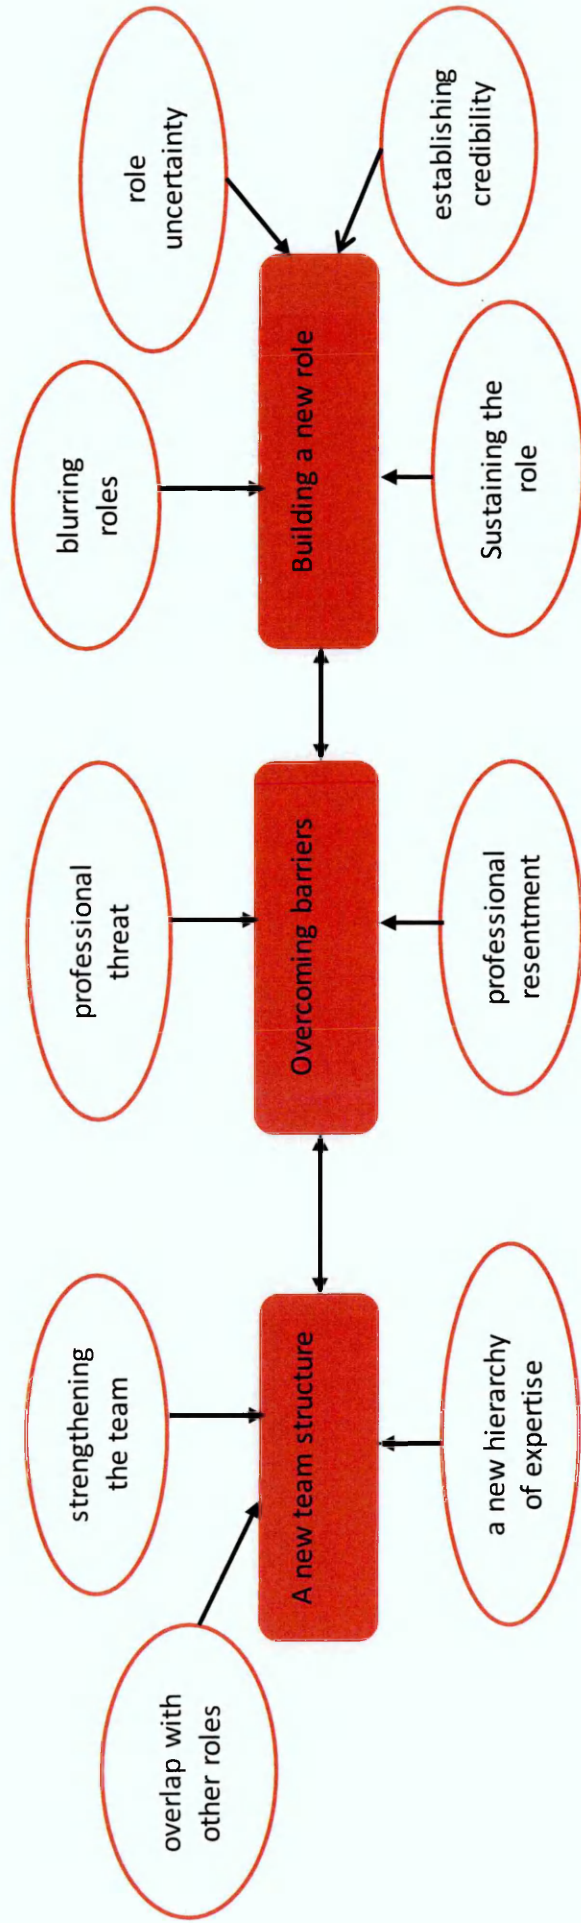 overlap with
other roles
strengthening
the team
A new team structure
a new hierarchy
of expertise
professional
threat
Overcoming barriers
professional
resentment
blurring
roles
role
uncertainty
Building a new role
Sustaining the
role
establishing
credibility